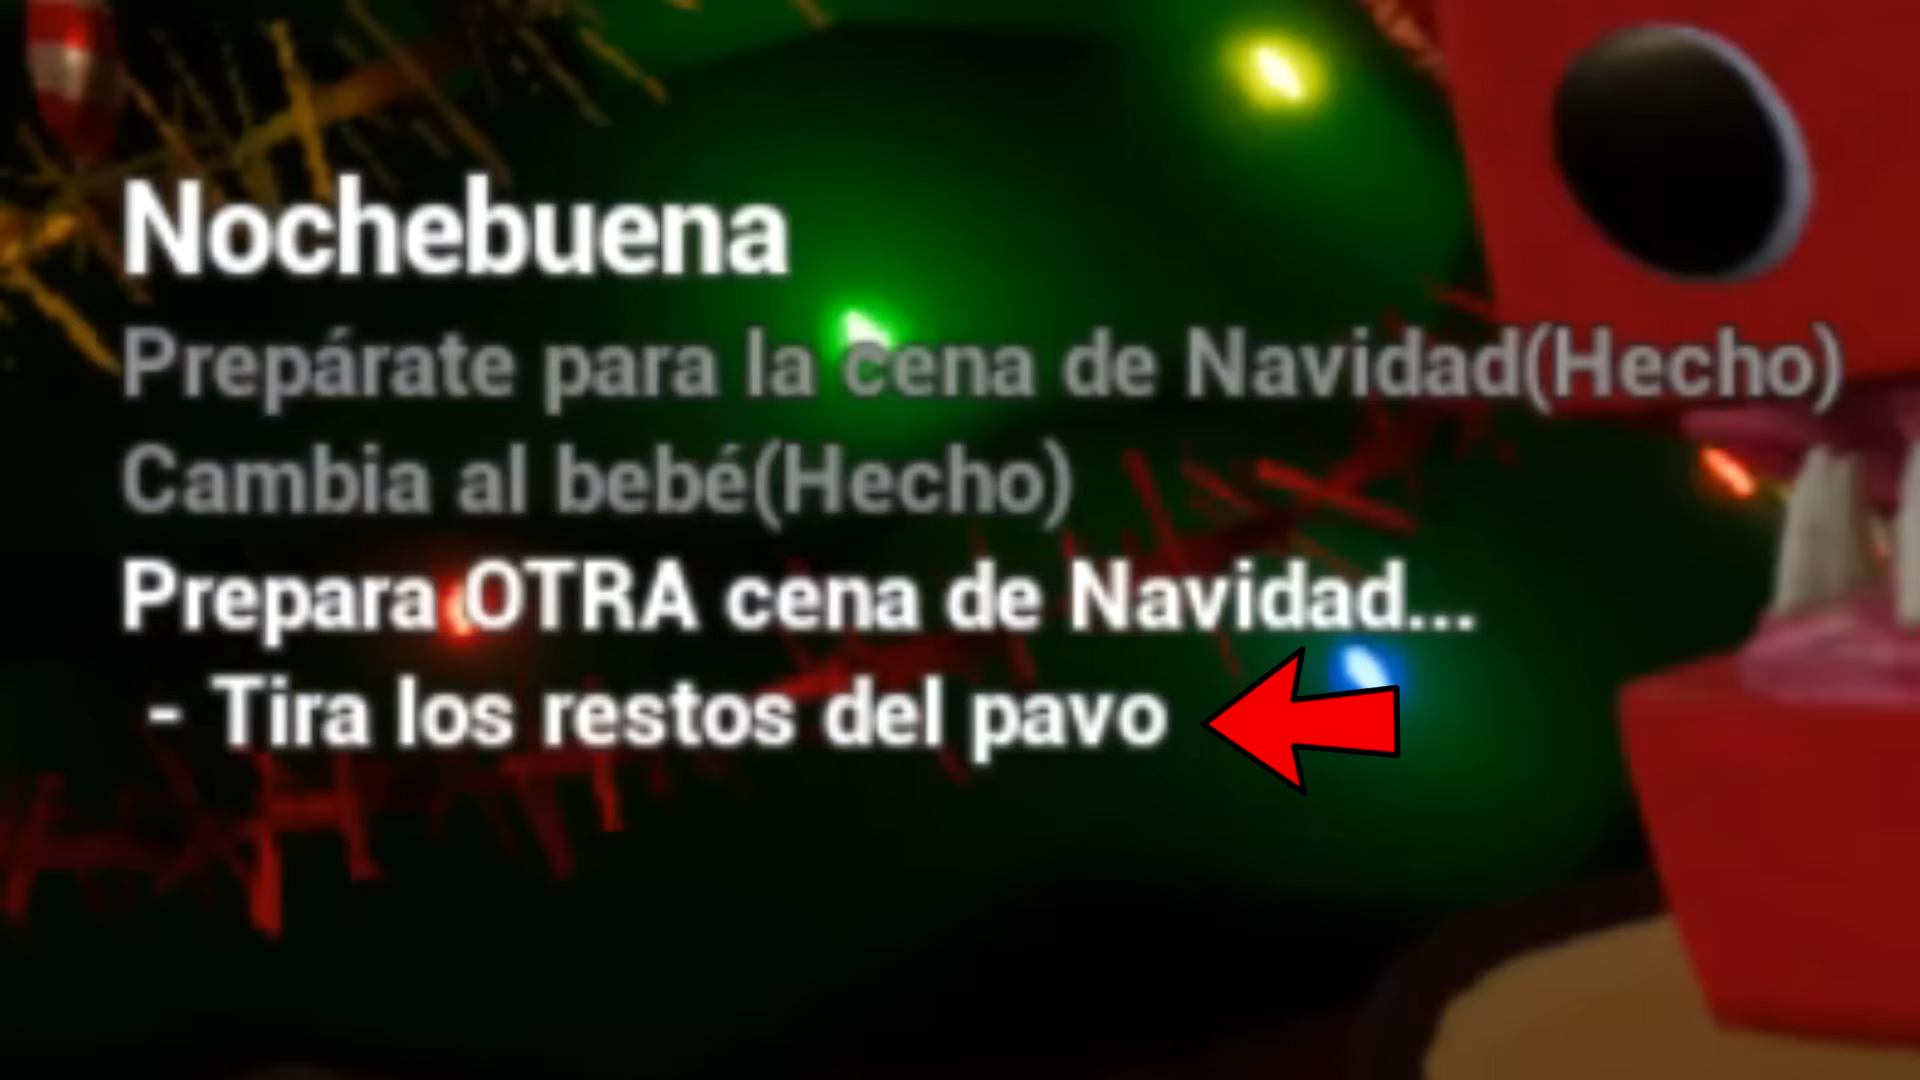 Nochebuena
Prepárate para la cena de Navidad(Hecho)
Cambia al bebé(Hecho)
Prepara OTRA cena de Navidad...
- Tira los restos del pavo